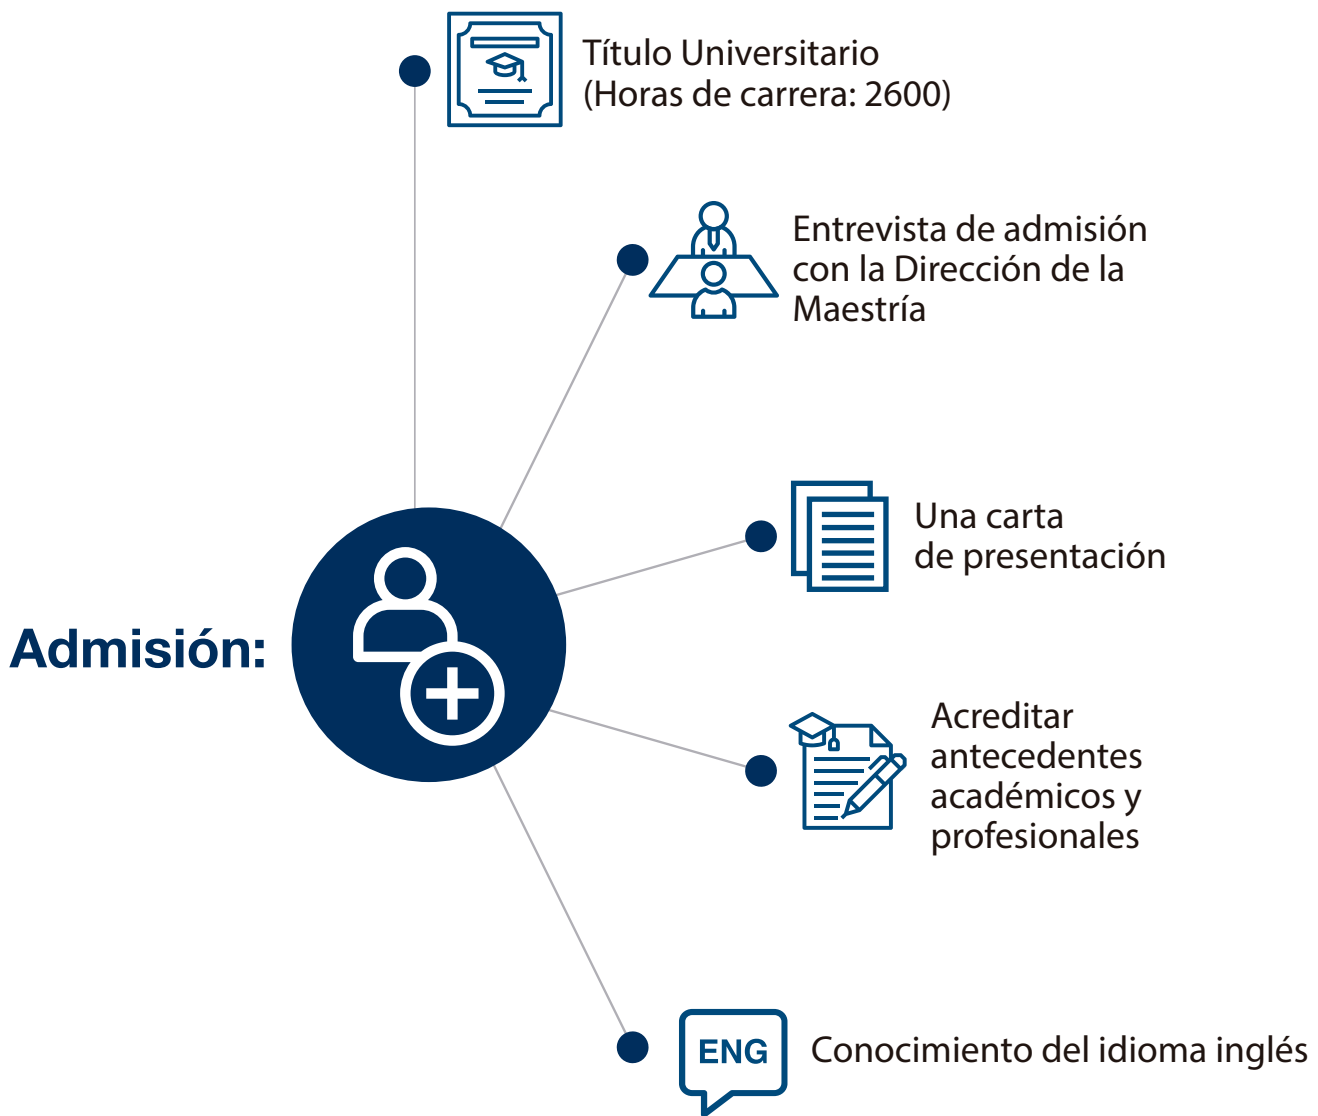 Título Universitario
(Horas de carrera: 2600)
Entrevista de admisión
con la Dirección de la
Maestría
Una carta
de presentación
Admisión:
Acreditar
antecedentes
académicos y
profesionales
ENG
Conocimiento del idioma inglés